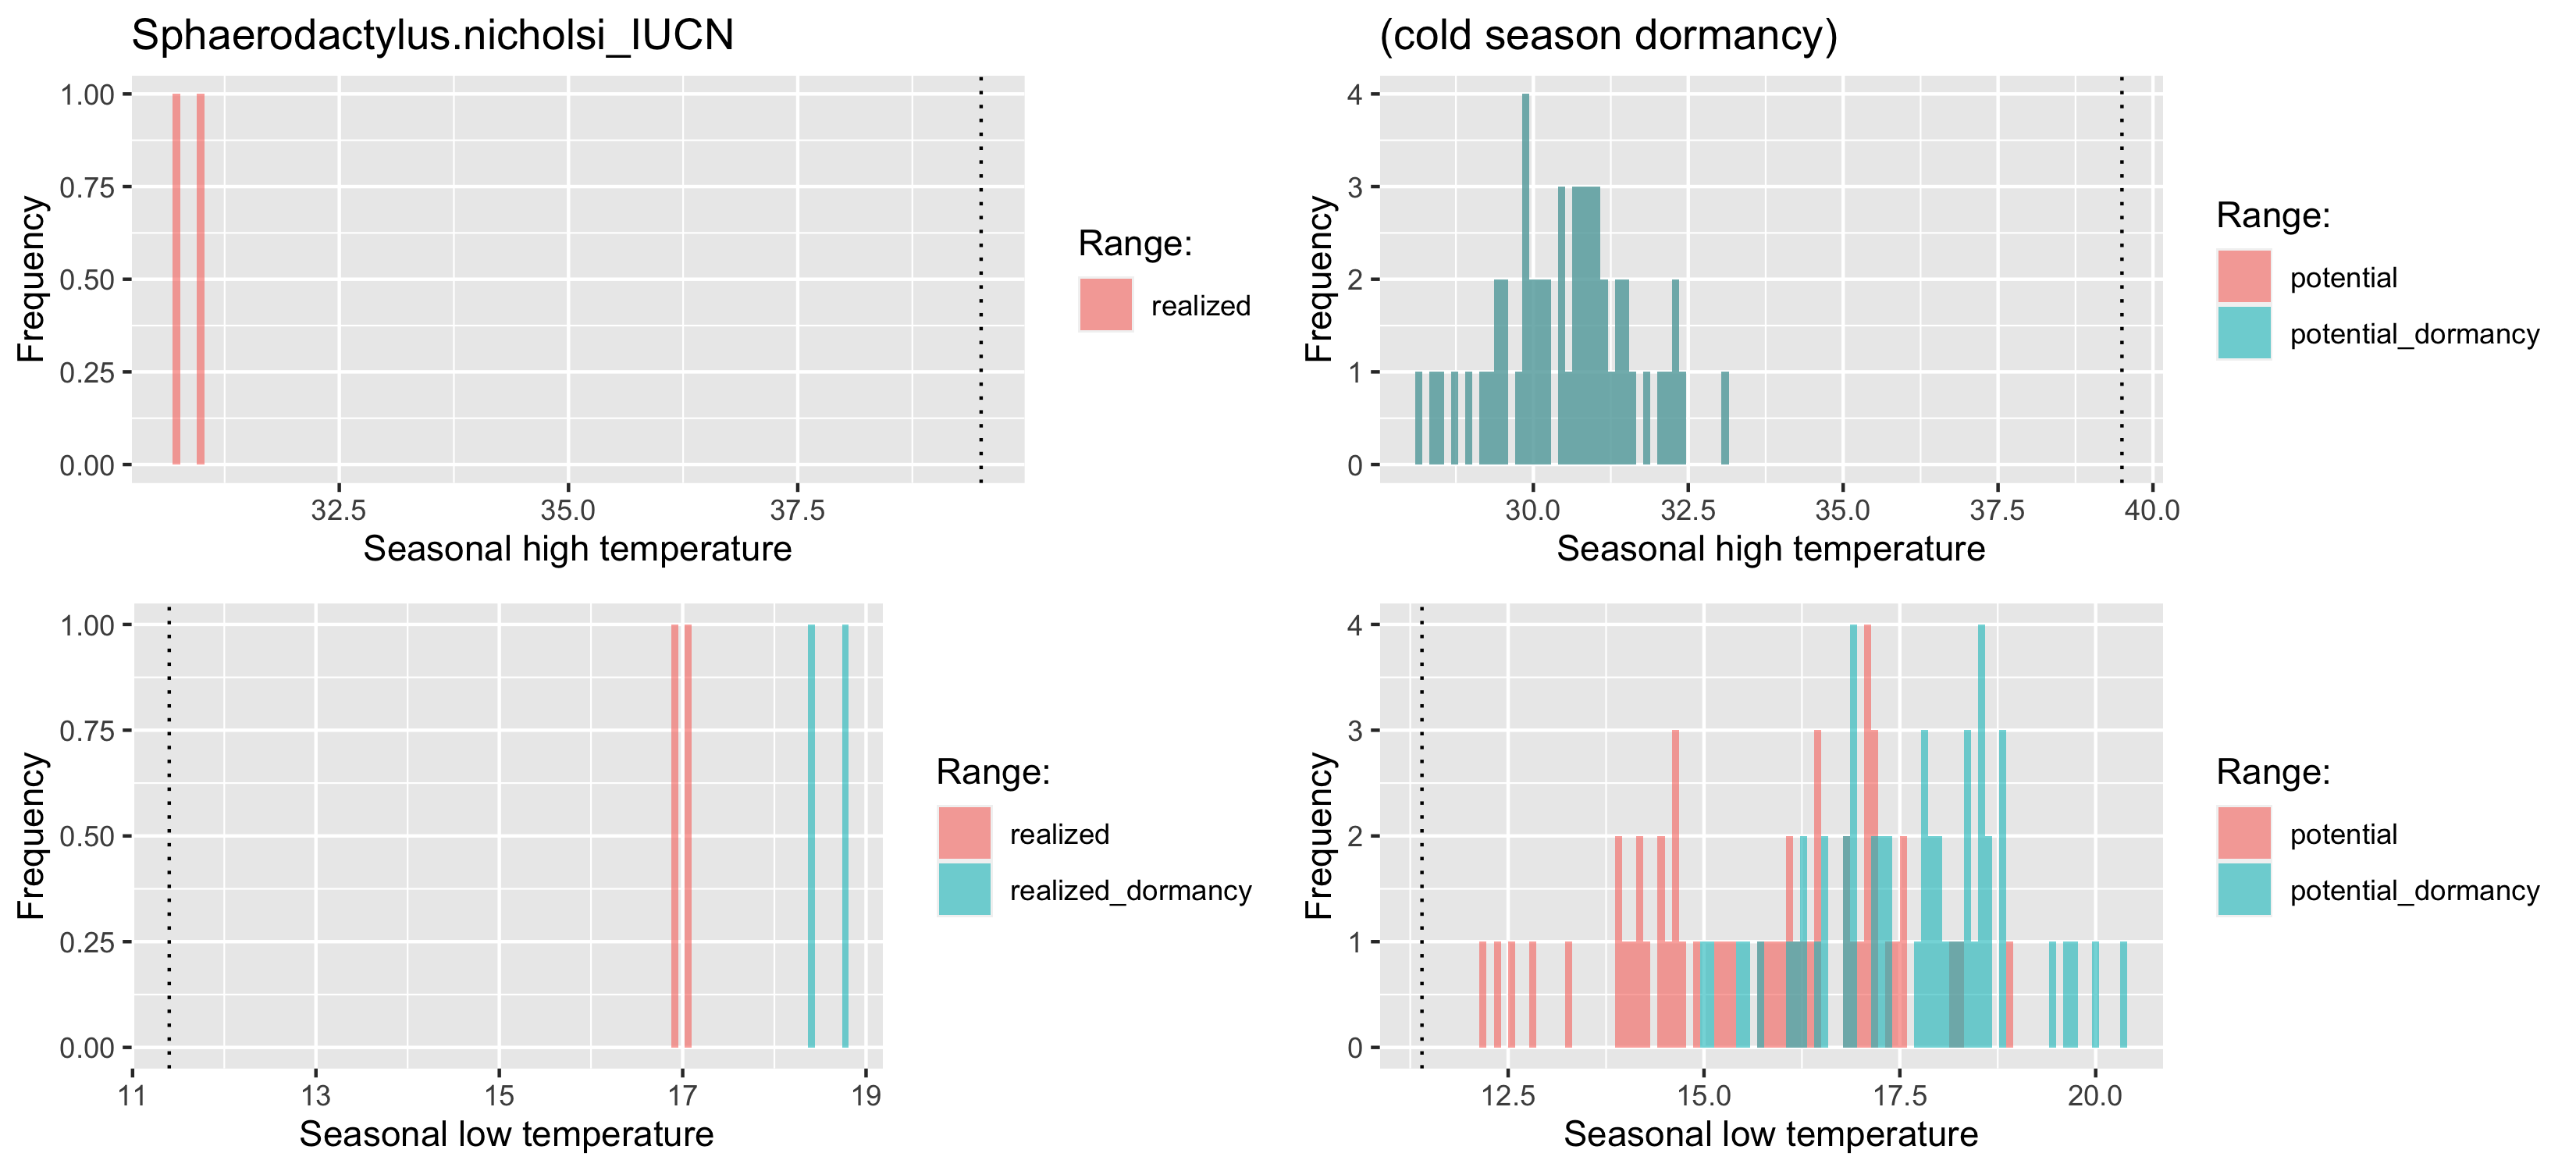 Sphaerodactylus.nicholsi_IUCN
(cold season dormancy)
1.00
0.75
0.50
0.25
0.00
Frequency
32.5 35.0 37.5
Seasonal high temperature
Range:
realized
4
3
2
1
0
Frequency
30.0 32.5 35.0 37.5 40.0
Seasonal high temperature
Range:
potential
potential_dormancy
1.00
0.75
0.50
0.25
0.00
Frequency
11 13 15 17 19
Seasonal low temperature
Range:
realized
realized_dormancy
4
3
2
1
0
Frequency
12.5 15.0 17.5 20.0
Seasonal low temperature
Range:
potential
potential_dormancy